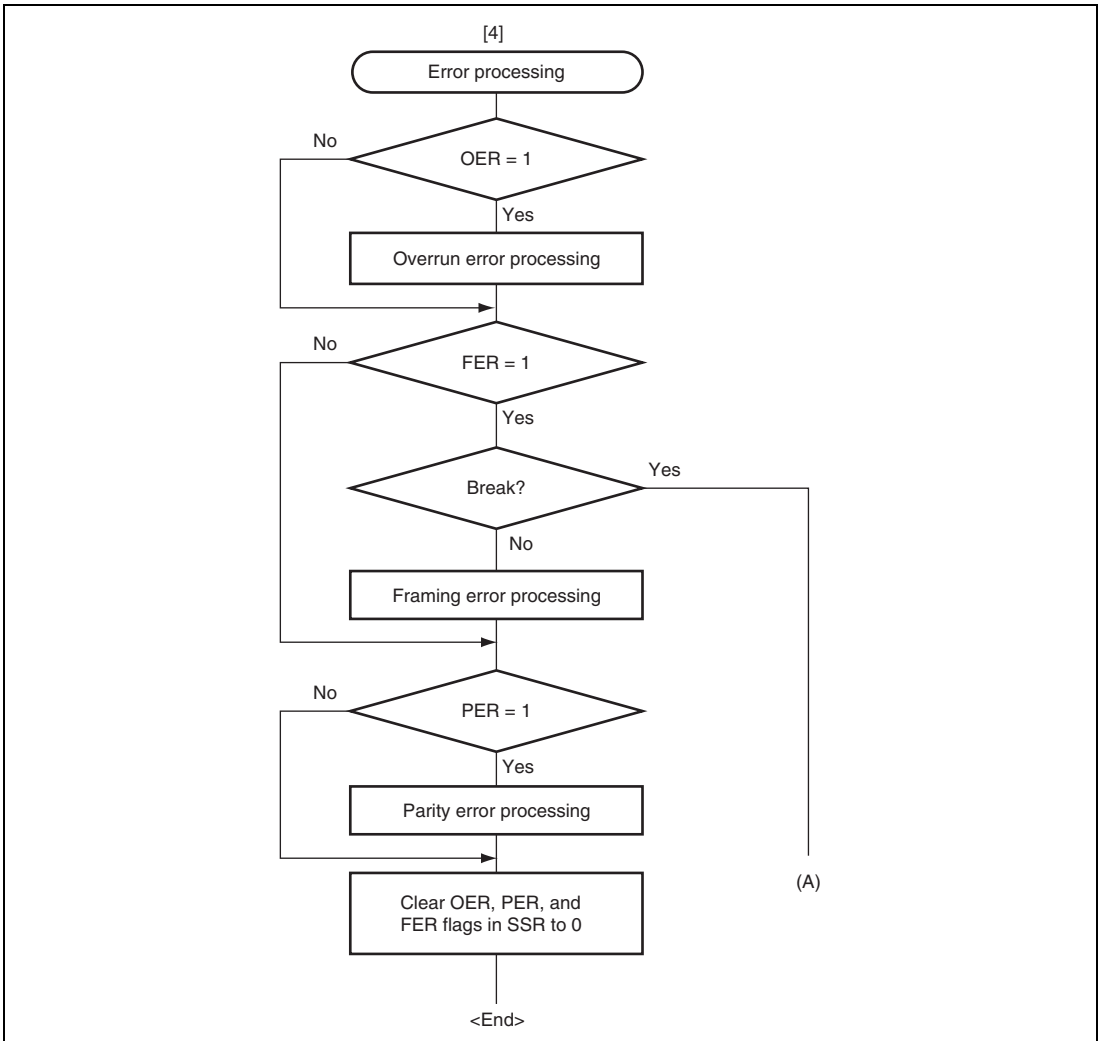 [4]
Error processing
No
OER = 1
Yes
Overrun error processing
No
FER = 1
Yes
Break?
Yes
No
Framing error processing
No
PER = 1
Yes
Parity error processing
(A)
Clear OER, PER, and
FER flags in SSR to 0
<End>